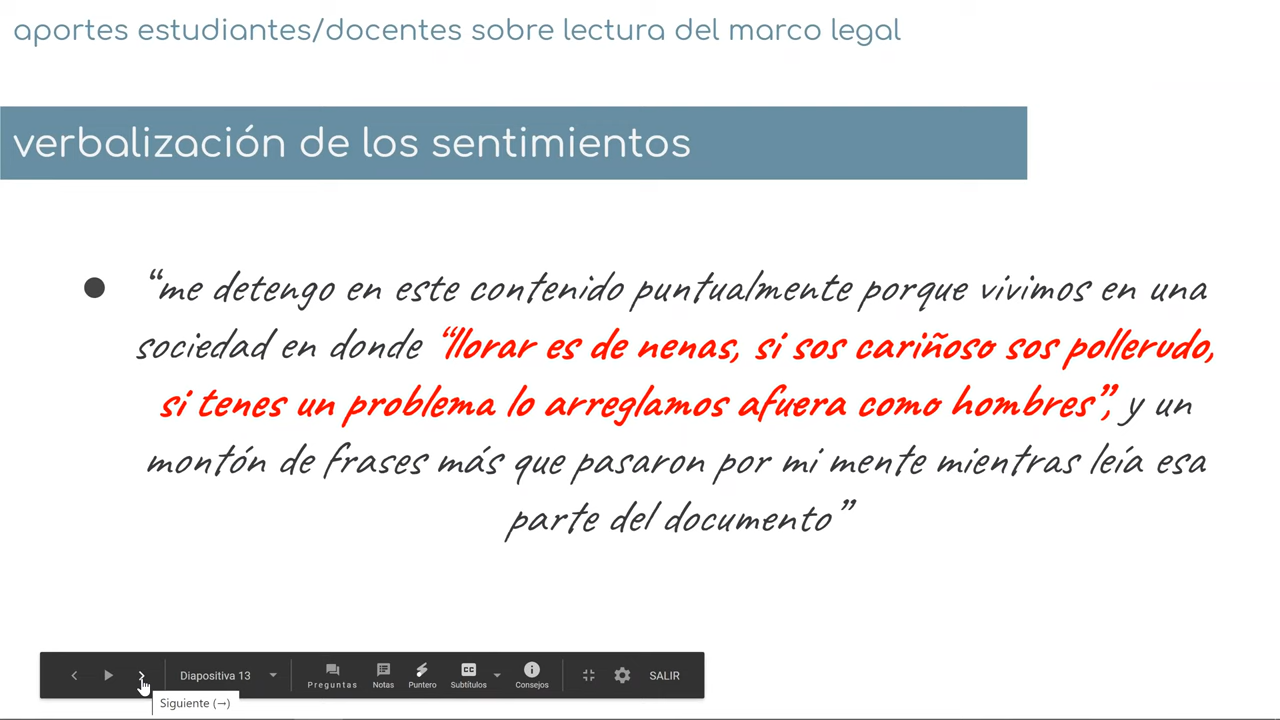 aportes estudiantes/docentes sobre lectura del marco legal
verbalización de los sentimientos
● “me detengo en este contenido puntualmente porque vivimos en una
sociedad en donde “llorar es de nenas, si sos cariñoso sos pollerudo,
si tenes un problema lo arreglamos afuera como hombres”, y un
montón de frases más que pasaron por mi mente mientras leía esa
parte del documento”
Diapositiva 13
Preguntas
Notas
Puntero
CC
Subtítulos
Consejos
SALIR
Siguiente (→)